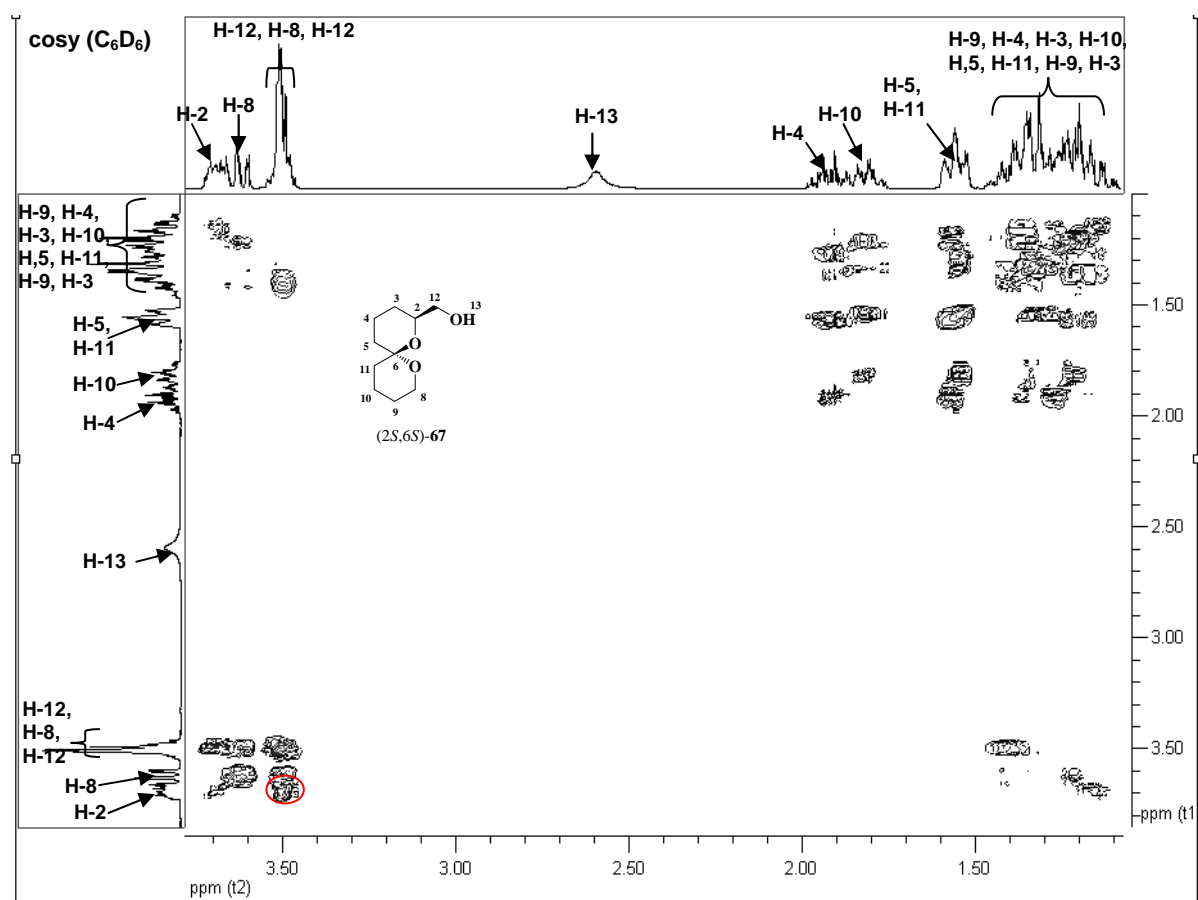 cosy (C₆D₆)
H-12, H-8, H-12
H-9, H-4, H-3, H-10,
H,5, H-11, H-9, H-3
H-2
H-8
H-13
H-5,
H-11
H-10
H-4
H-9, H-4,
H-3, H-10,
H,5, H-11,
H-9, H-3
H-5,
H-11
H-10
H-4
H-13
H-12,
H-8,
H-12
H-8
H-2
3
12
13
2
OH
4
O
5
6
O
11
10
9
8
(2S,6S)-67
1.50
2.00
2.50
3.00
3.50
ppm (t1
3.50
3.00
2.50
2.00
1.50
ppm (t2)